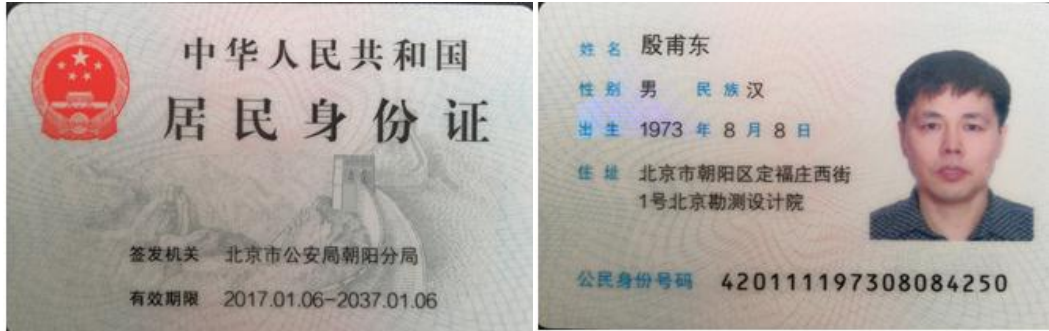 中华人民共和国
居民身份证
签发机关 北京市公安局朝阳分局
有效期限 2017.01.06-2037.01.06
姓名 殷甫东
性别 男 民族 汉
出生 1973 年 8 月 8 日
住址 北京市朝阳区定福庄西街
1号北京勘测设计院
公民身份号码 420111197308084250